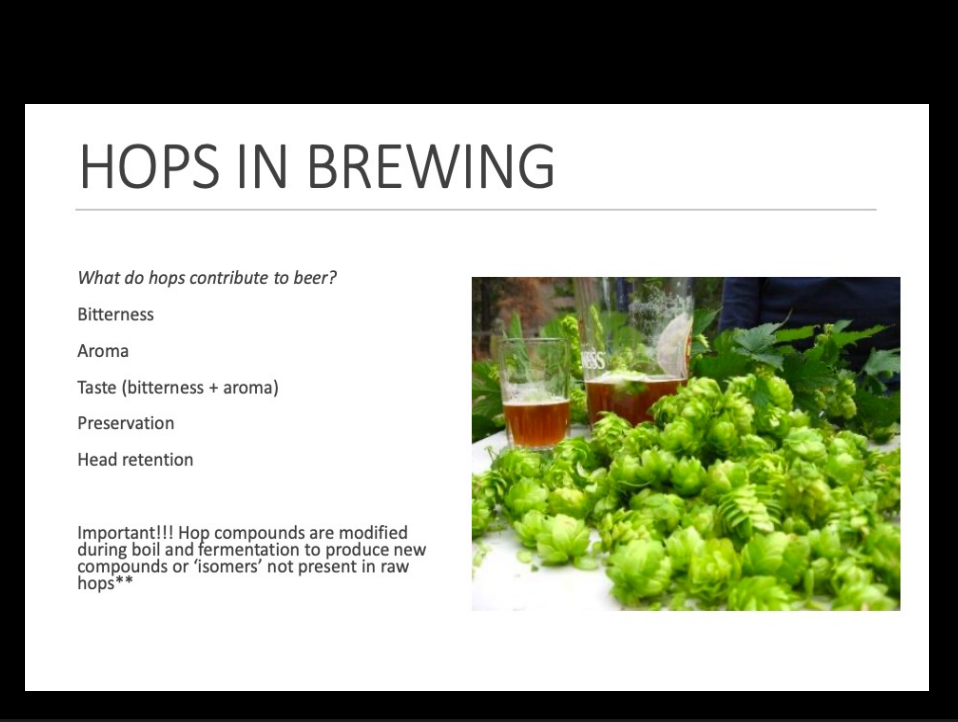 HOPS IN BREWING
What do hops contribute to beer?
Bitterness
Aroma
Taste (bitterness + aroma)
Preservation
Head retention
Important!!! Hop compounds are modified
during boil and fermentation to produce new
compounds or ‘isomers’ not present in raw
hops**